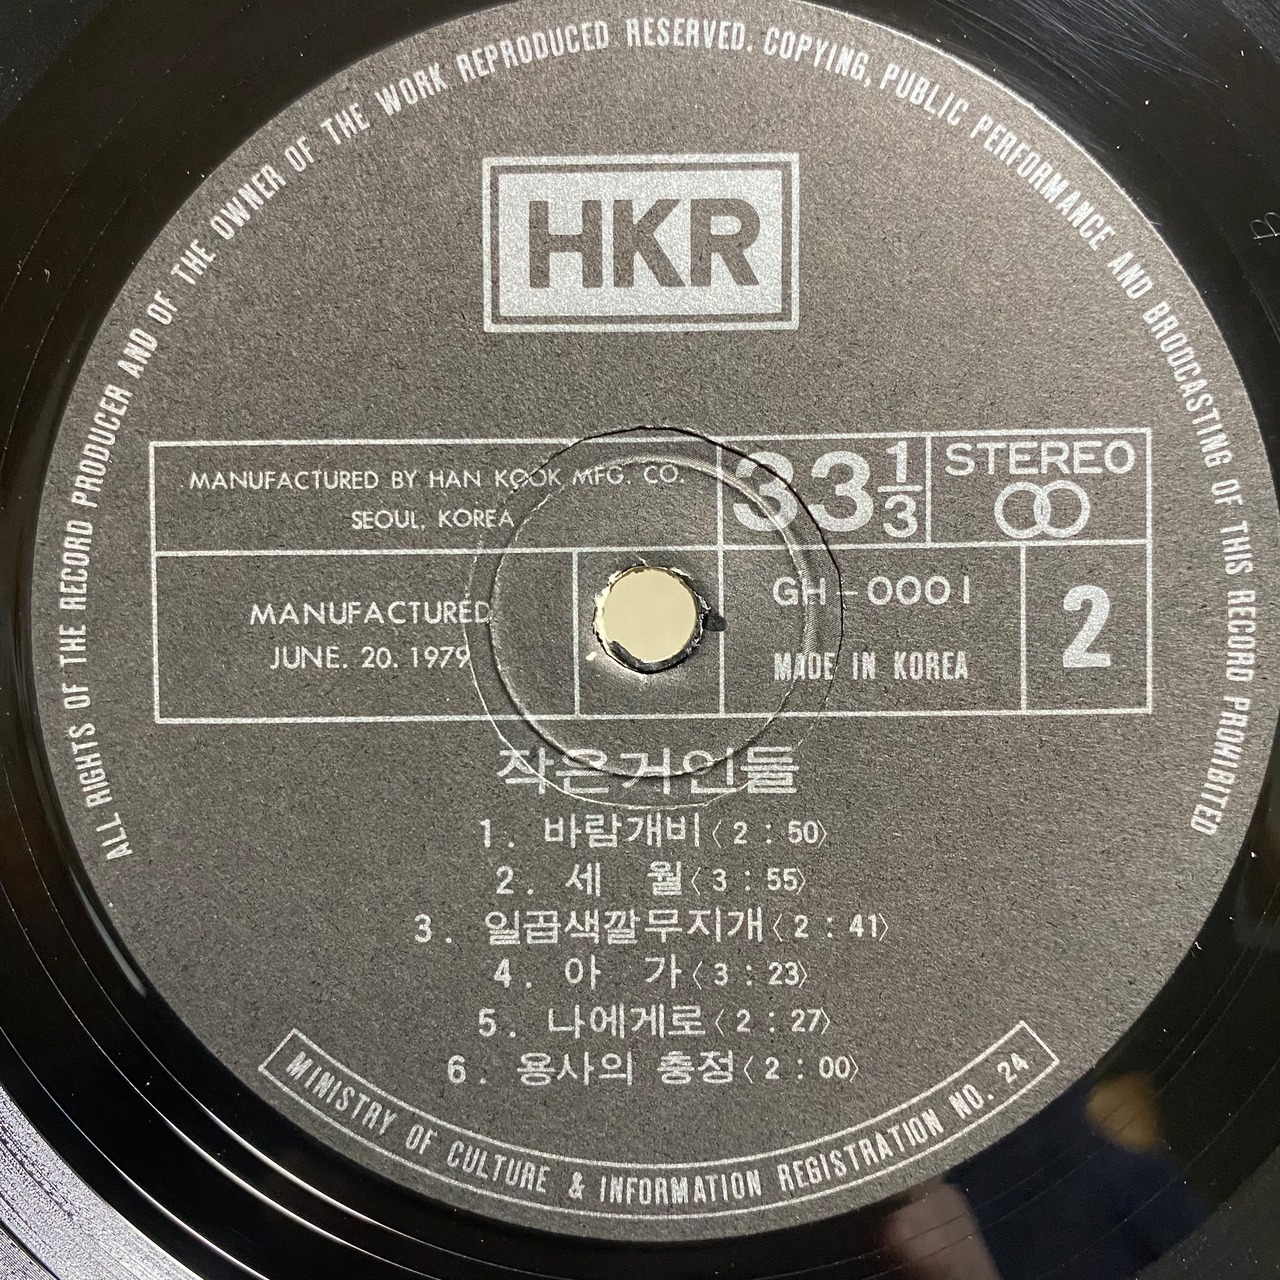 ALL RIGHTS OF THE RECORD PRODUCER AND OF THE OWNER OF THE WORK REPRODUCED RESERVED. COPYING, PUBLIC PERFORMANCE AND BRODCASTING OF THIS RECORD PROHIBITED
HKR
MANUFACTURED BY HAN KOOK MFG. CO.
SEOUL, KOREA
33 1/3
STEREO
MANUFACTURED
JUNE. 20. 1979
GH-0001
MADE IN KOREA
2
작은거인들
1. 바람개비〈2:50〉
2. 세 월〈3:55〉
3. 일곱색깔무지개〈2:41〉
4. 아 가〈3:23〉
5. 나에게로〈2:27〉
6. 용사의 충정〈2:00〉
MINISTRY OF CULTURE & INFORMATION REGISTRATION NO. 24